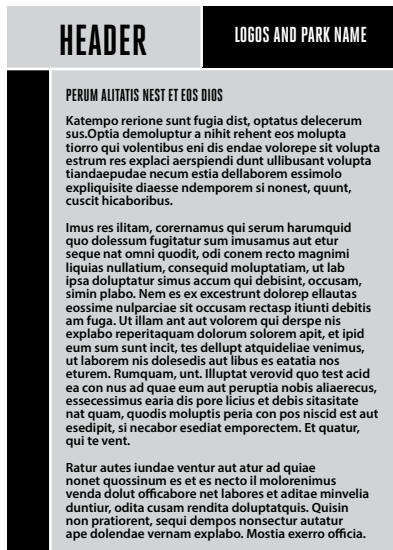 HEADER
LOGOS AND PARK NAME
PERUM ALITATIS NEST ET EOS DIOS
Katempo rerione sunt fugia dist, optatus delecerum
sus.Optia demoluptur a nihit rehent eos molupta
tiorro qui volentibus eni dis endae volorepe sit volupta
estrum res explaci aerspiendi dunt ullibusant volupta
tiandaepudae necum estia dellaborem essimolo
expliquisite diaesse ndemporem si nonest, quunt,
cuscit hicaboribus.
Imus res ilitam, corernamus qui serum harumquid
quo dolessum fugitatur sum imusamus aut etur
seque nat omni quodit, odi conem recto magnimi
liquias nullatium, consequid moluptatiam, ut lab
ipsa doluptatur simus accum qui debisint, occusam,
simin plabo. Nem es ex excestrunt dolorep ellautas
eossime nulparciae sit occusam rectasp itiunti debitis
am fuga. Ut illam ant aut volorem qui derspe nis
explabo reperitaquam dolorum solorem apit, et ipid
eum sum sunt incit, tes dellupt atquideliae venimus,
ut laborem nis dolesedis aut libus es eatatia nos
eturem. Rumquam, unt. Illuptat verovid quo test acid
ea con nus ad quae eum aut peruptia nobis aliaerecus,
essecessimus earia dis pore licius et debis sitasitate
nat quam, quodis moluptis peria con pos niscid est aut
esedipit, si necabor esediat emporectem. Et quatur,
qui te vent.
Ratur autes iundae ventur aut atur ad quiae
nonet quossinum es et es necto il molorenimus
venda dolut officabore net labores et aditae minvelia
duntiur, odita cusam rendita doluptatquis. Quisin
non pratiorent, sequi dempos nonsectur autatur
ape dolendae vernam explabo. Mostia exerro officia.